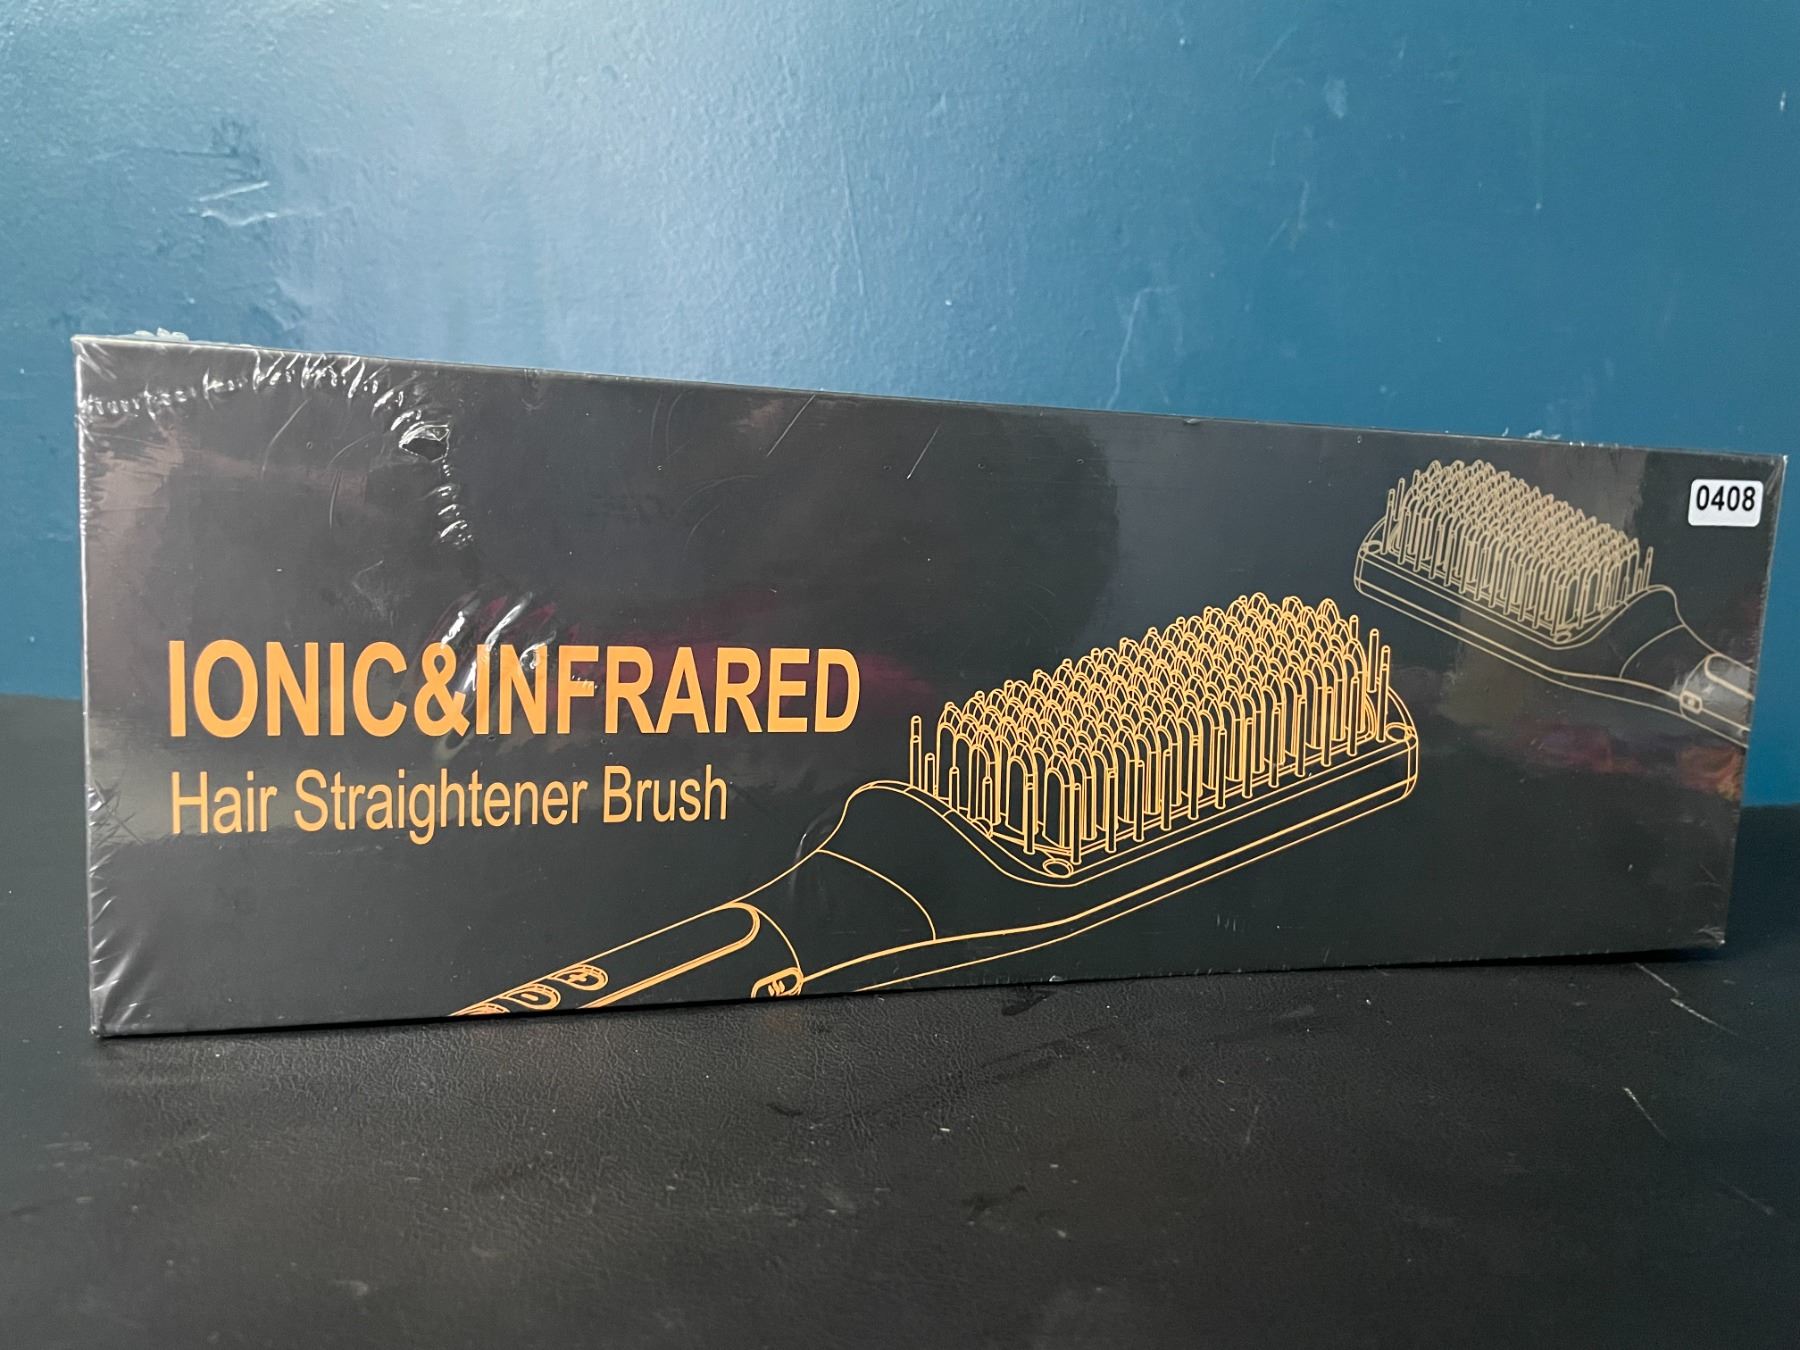 0408
IONIC&INFRARED
Hair Straightener Brush